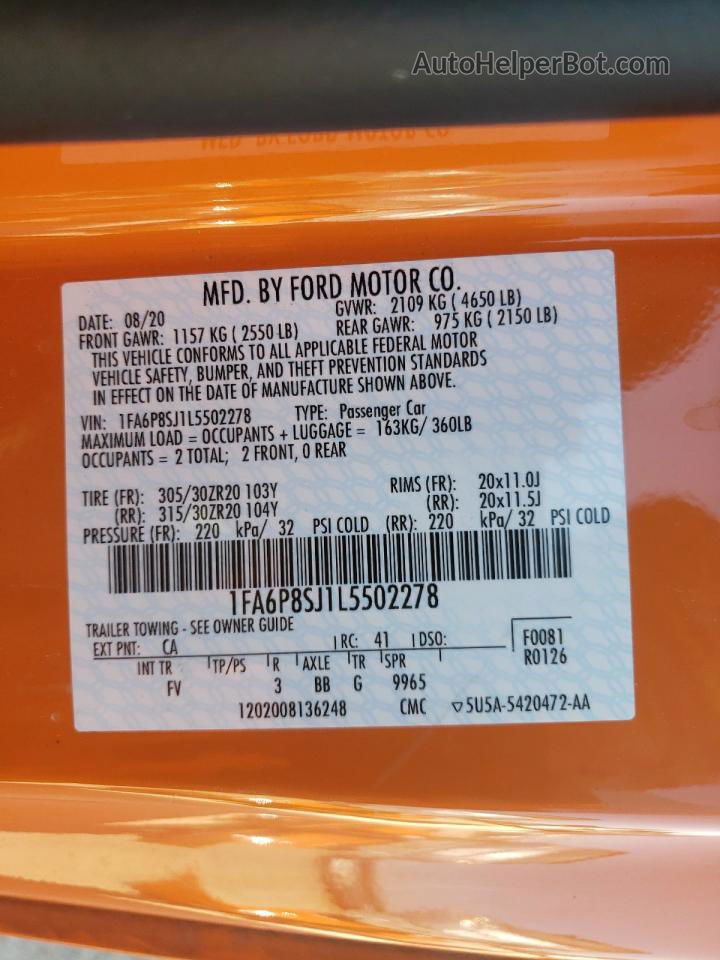 AutoHelperBot.com
MFD. BY FORD MOTOR CO.
DATE: 08/20 GVWR: 2109 KG ( 4650 LB)
FRONT GAWR: 1157 KG ( 2550 LB) REAR GAWR: 975 KG ( 2150 LB)
THIS VEHICLE CONFORMS TO ALL APPLICABLE FEDERAL MOTOR
VEHICLE SAFETY, BUMPER, AND THEFT PREVENTION STANDARDS
IN EFFECT ON THE DATE OF MANUFACTURE SHOWN ABOVE.
VIN: 1FA6P8SJ1L5502278 TYPE: Passenger Car
MAXIMUM LOAD = OCCUPANTS + LUGGAGE = 163KG/ 360LB
OCCUPANTS = 2 TOTAL; 2 FRONT, 0 REAR
TIRE (FR): 305/30ZR20 103Y RIMS (FR): 20x11.0J
(RR): 315/30ZR20 104Y (RR): 20x11.5J
PRESSURE (FR): 220 kPa/ 32 PSI COLD (RR): 220 kPa/ 32 PSI COLD
1FA6P8SJ1L5502278
TRAILER TOWING - SEE OWNER GUIDE
EXT PNT: CA RC: 41 DSO: F0081
INT TR TP/PS R AXLE TR SPR R0126
FV 3 BB G 9965
1202008136248 CMC ▽5U5A-5420472-AA